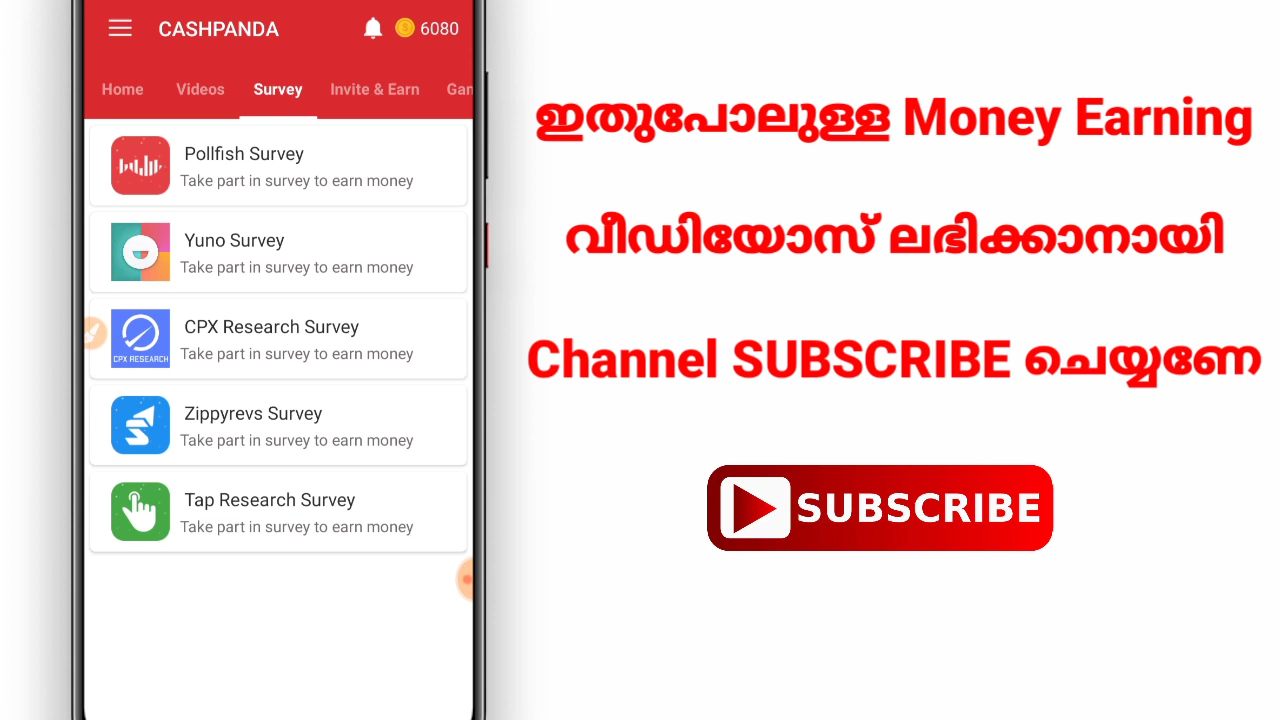 CASHPANDA
6080
Home Videos Survey Invite & Earn
Pollfish Survey
Take part in survey to earn money
Yuno Survey
Take part in survey to earn money
CPX RESEARCH
CPX Research Survey
Take part in survey to earn money
Zippyrevs Survey
Take part in survey to earn money
Tap Research Survey
Take part in survey to earn money
ഇതുപോലുള്ള Money Earning
വീഡിയോസ് ലഭിക്കാനായി
Channel SUBSCRIBE ചെയ്യണേ
SUBSCRIBE